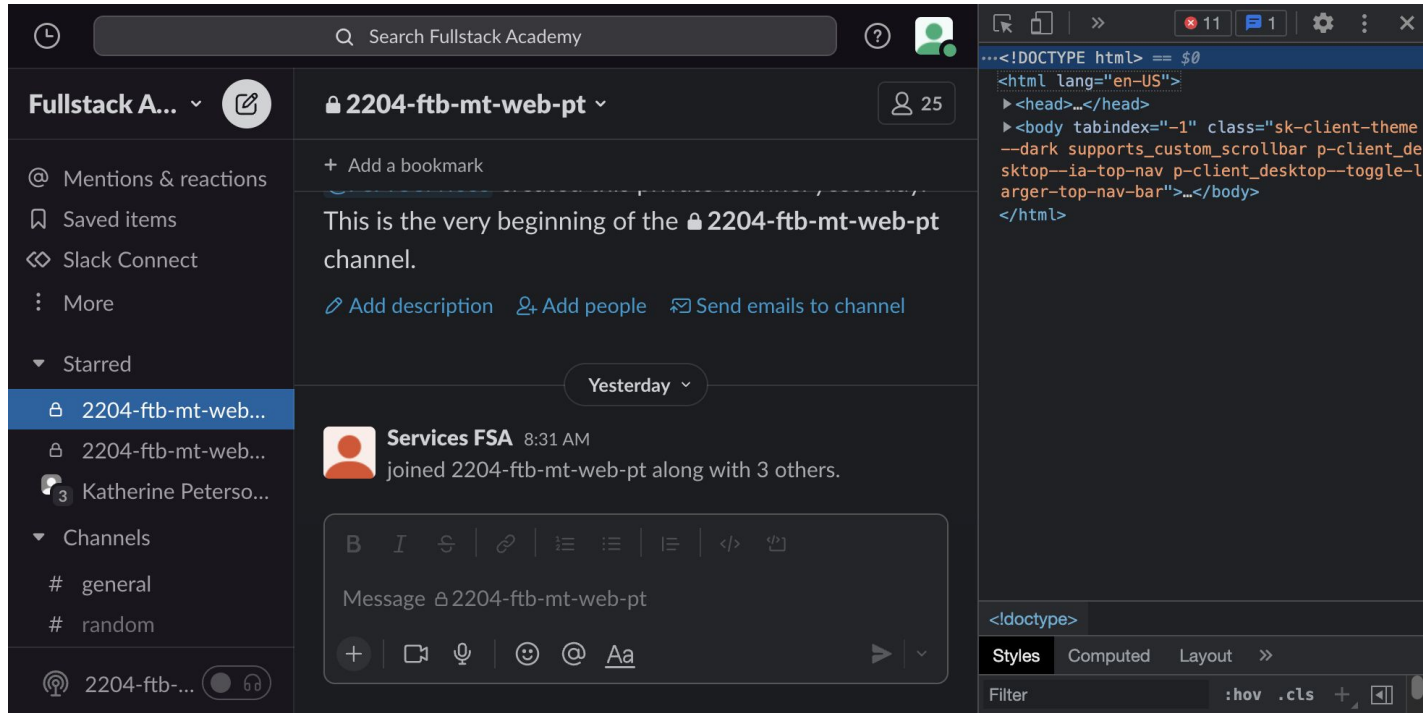 Search Fullstack Academy
Fullstack A...
Mentions & reactions
Saved items
Slack Connect
More
Starred
2204-ftb-mt-web...
2204-ftb-mt-web...
3 Katherine Peterso...
Channels
# general
# random
2204-ftb-...
2204-ftb-mt-web-pt
25
+ Add a bookmark
created this private channel yesterday.
This is the very beginning of the 2204-ftb-mt-web-pt
channel.
Add description Add people Send emails to channel
Yesterday
Services FSA 8:31 AM
joined 2204-ftb-mt-web-pt along with 3 others.
B I S
Message 2204-ftb-mt-web-pt
+ @ Aa
» 11 1
...<!DOCTYPE html> == $0
<html lang="en-US">
<head>…</head>
<body tabindex="-1" class="sk-client-theme
--dark supports_custom_scrollbar p-client_de
sktop--ia-top-nav p-client_desktop--toggle-l
arger-top-nav-bar">…</body>
</html>
<!doctype>
Styles Computed Layout »
Filter :hov .cls +